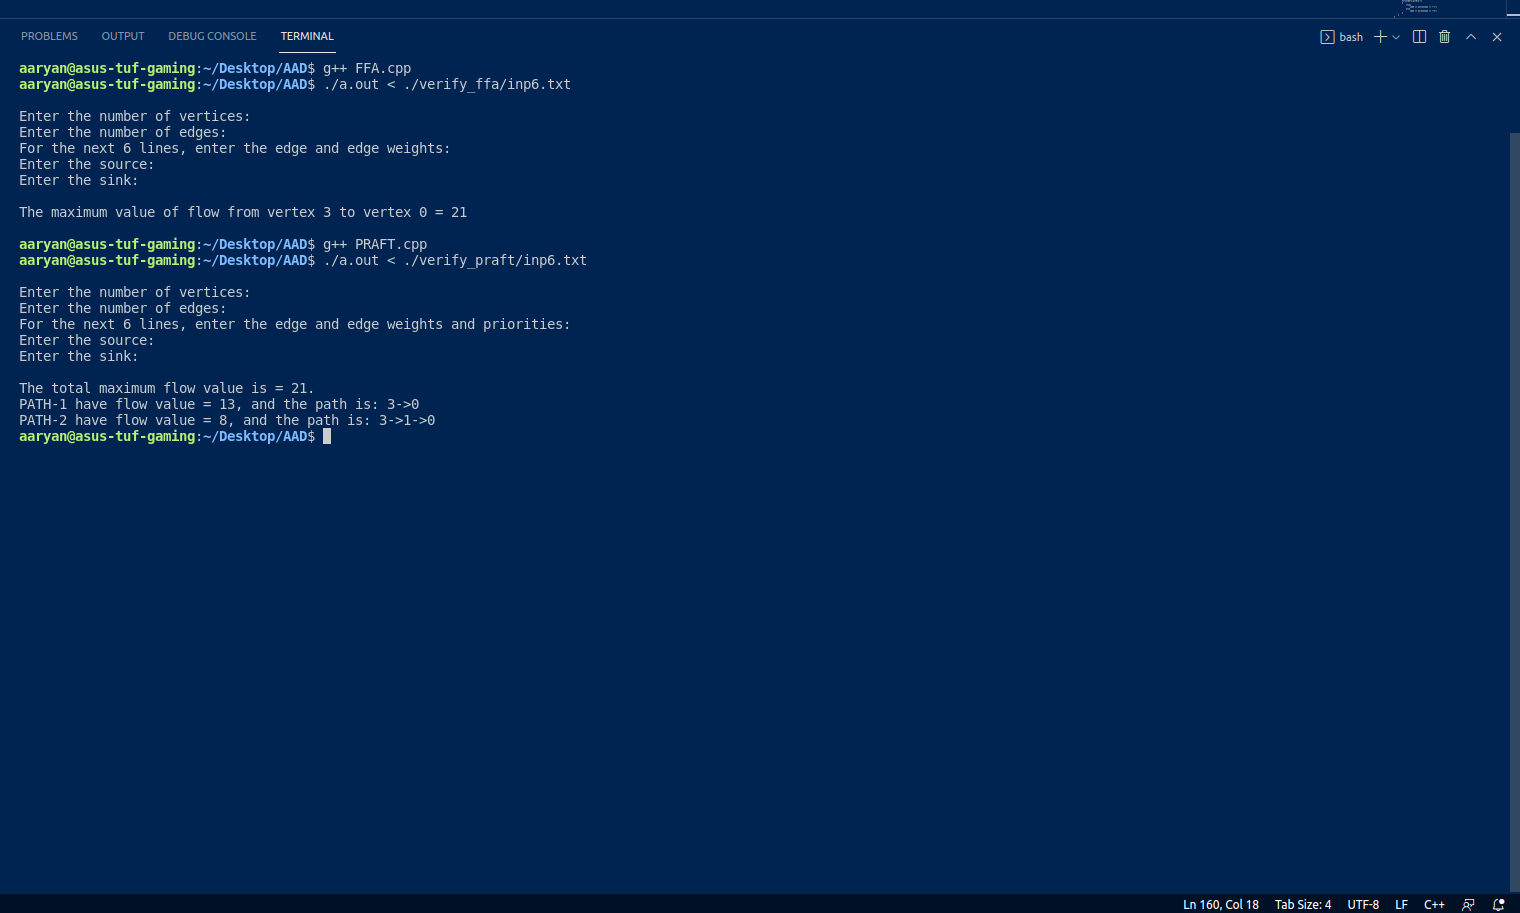 PROBLEMS OUTPUT DEBUG CONSOLE TERMINAL bash
aaryan@asus-tuf-gaming:~/Desktop/AAD$ g++ FFA.cpp
aaryan@asus-tuf-gaming:~/Desktop/AAD$ ./a.out < ./verify_ffa/inp6.txt
Enter the number of vertices:
Enter the number of edges:
For the next 6 lines, enter the edge and edge weights:
Enter the source:
Enter the sink:
The maximum value of flow from vertex 3 to vertex 0 = 21
aaryan@asus-tuf-gaming:~/Desktop/AAD$ g++ PRAFT.cpp
aaryan@asus-tuf-gaming:~/Desktop/AAD$ ./a.out < ./verify_praft/inp6.txt
Enter the number of vertices:
Enter the number of edges:
For the next 6 lines, enter the edge and edge weights and priorities:
Enter the source:
Enter the sink:
The total maximum flow value is = 21.
PATH-1 have flow value = 13, and the path is: 3->0
PATH-2 have flow value = 8, and the path is: 3->1->0
aaryan@asus-tuf-gaming:~/Desktop/AAD$
Ln 160, Col 18 Tab Size: 4 UTF-8 LF C++